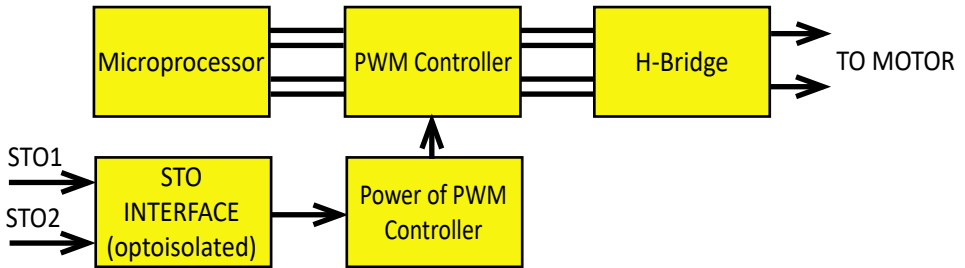 Microprocessor
PWM Controller
H-Bridge
TO MOTOR
STO1
STO2
STO
INTERFACE
(optoisolated)
Power of PWM
Controller